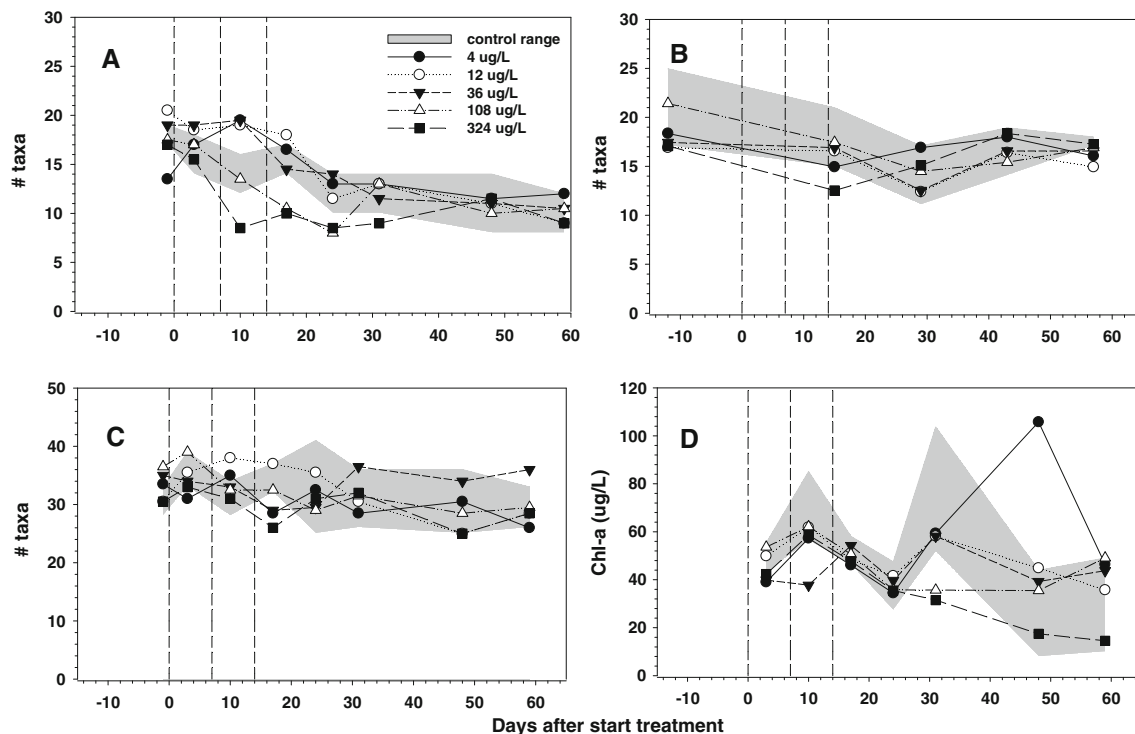 A
# taxa
30
25
20
15
10
5
0
-10 0 10 20 30 40 50 60
control range
4 ug/L
12 ug/L
36 ug/L
108 ug/L
324 ug/L
B
# taxa
30
25
20
15
10
5
0
-10 0 10 20 30 40 50 60
C
# taxa
50
40
30
20
10
0
-10 0 10 20 30 40 50 60
D
Chl-a (ug/L)
120
100
80
60
40
20
0
-10 0 10 20 30 40 50 60
Days after start treatment